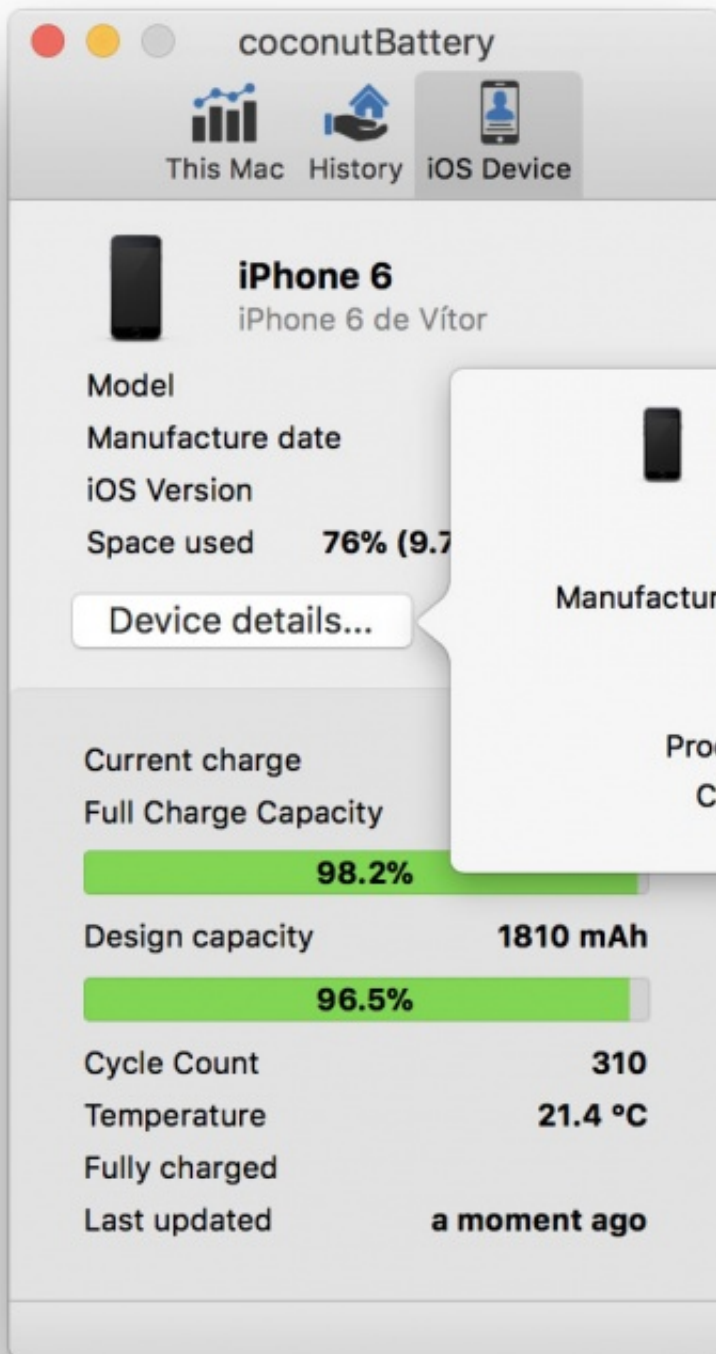 coconutBattery
This Mac History iOS Device
iPhone 6
iPhone 6 de Vítor
Model
Manufacture date
iOS Version
Space used 76% (9.7
Device details...
Manufactur
Proc
C
Current charge
Full Charge Capacity
98.2%
Design capacity 1810 mAh
96.5%
Cycle Count 310
Temperature 21.4 °C
Fully charged
Last updated a moment ago